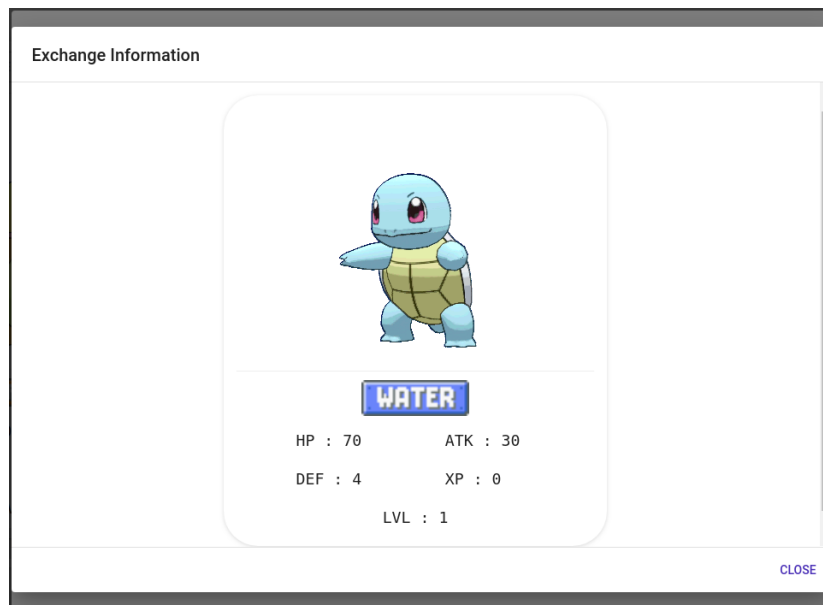 Exchange Information
WATER
HP : 70 ATK : 30
DEF : 4 XP : 0
LVL : 1
CLOSE